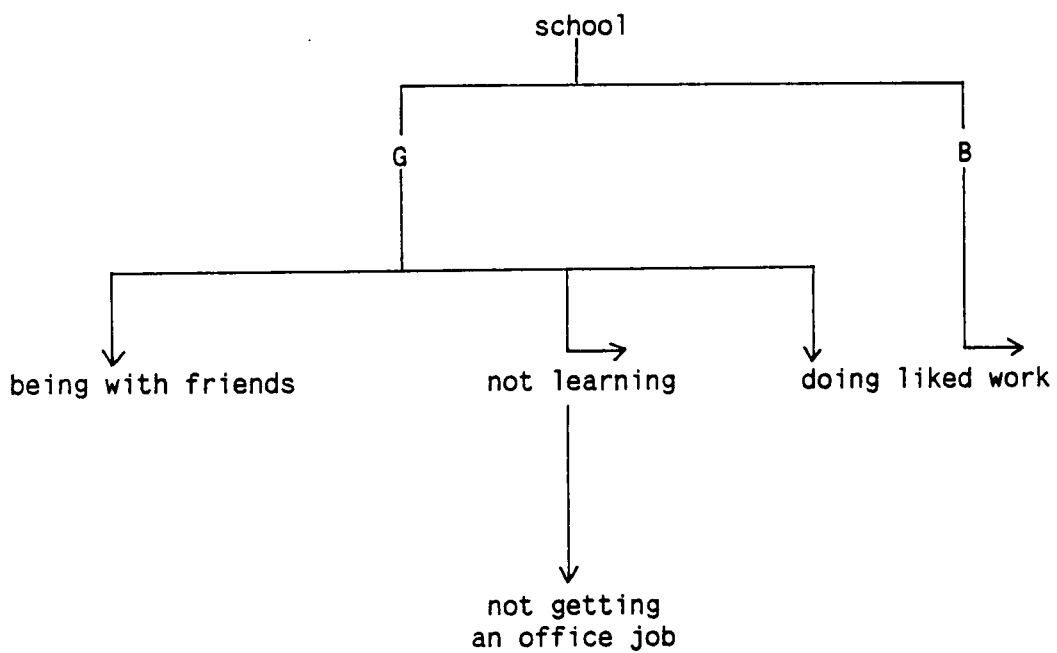 school
G B
being with friends not learning doing liked work
not getting
an office job